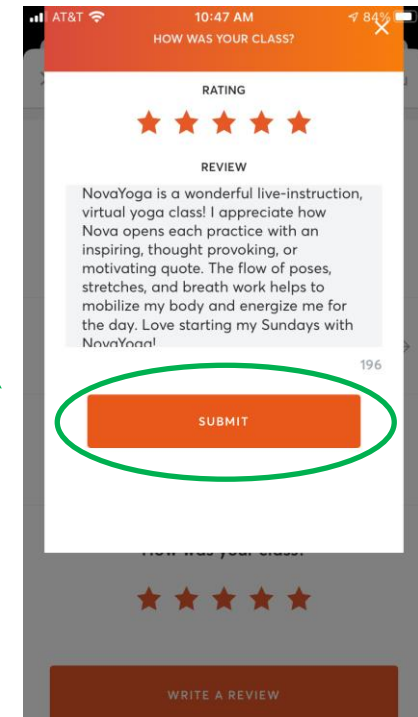 AT&T 10:47 AM 84%
HOW WAS YOUR CLASS?
RATING
REVIEW
NovaYoga is a wonderful live-instruction,
virtual yoga class! I appreciate how
Nova opens each practice with an
inspiring, thought provoking, or
motivating quote. The flow of poses,
stretches, and breath work helps to
mobilize my body and energize me for
the day. Love starting my Sundays with
NovaYoga!
196
SUBMIT
How was your class?
WRITE A REVIEW